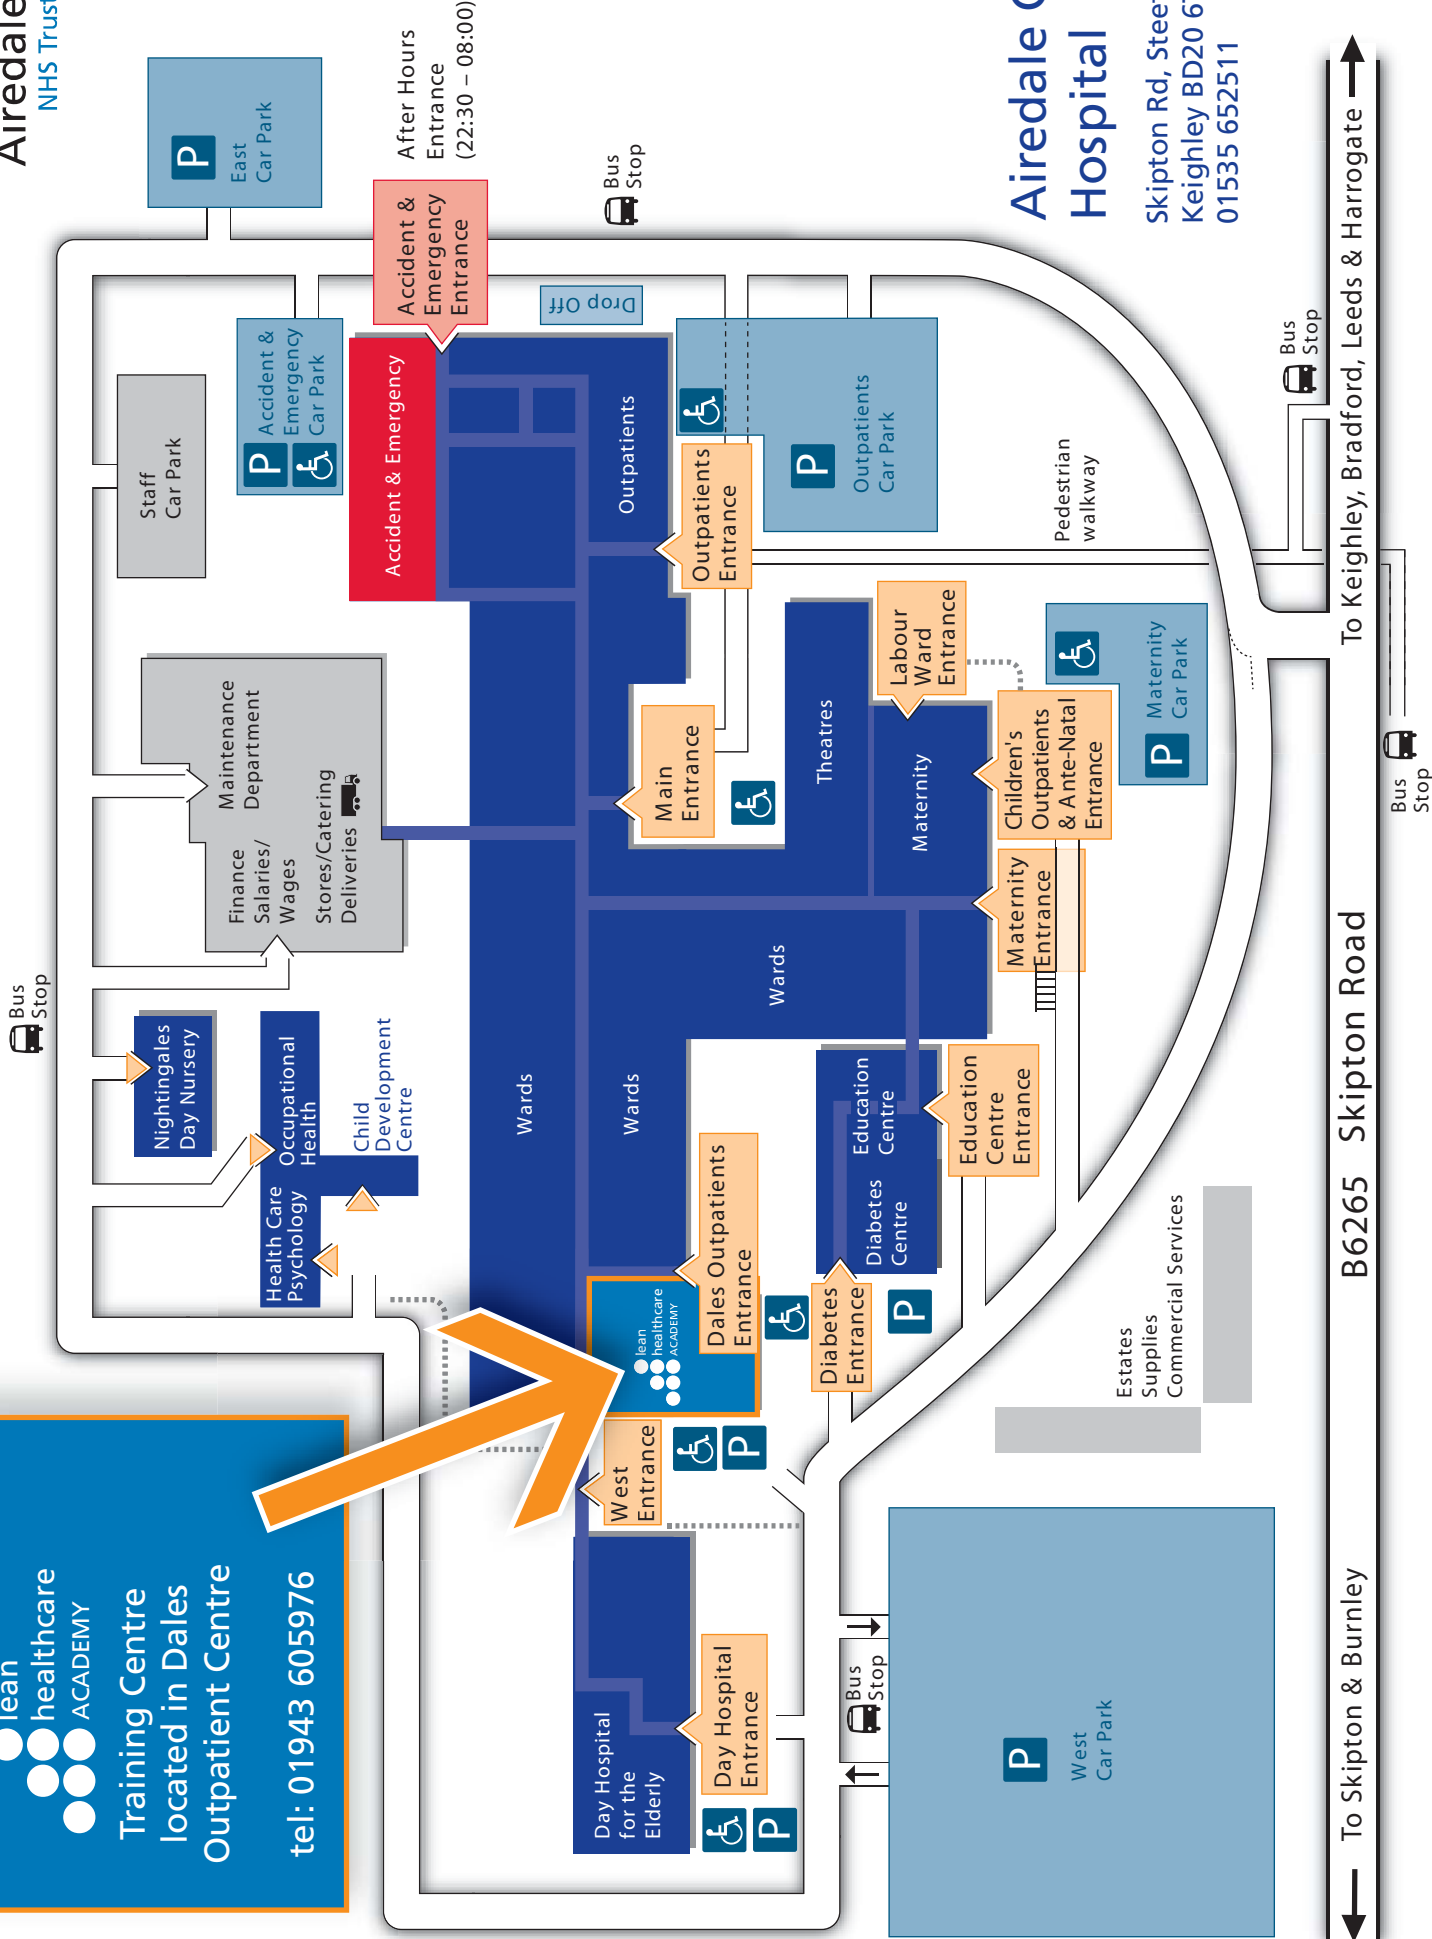 lean
healthcare
ACADEMY
Training Centre
located in Dales
Outpatient Centre
tel: 01943 605976
Airedale
NHS Trust
Bus
Stop
P
East
Car Park
Staff
Car Park
P
Accident &
Emergency
Car Park
Accident &
Emergency
Entrance
After Hours
Entrance
(22:30 – 08:00)
Nightingales
Day Nursery
Maintenance
Department
Finance
Salaries/
Wages
Stores/Catering
Deliveries
Health Care
Psychology
Occupational
Health
Child
Development
Centre
Accident & Emergency
Wards
Wards
Wards
Outpatients
Drop Off
Bus
Stop
lean
healthcare
ACADEMY
West
Entrance
P
Dales Outpatients
Entrance
Main
Entrance
Outpatients
Entrance
P
Outpatients
Car Park
Day Hospital
for the
Elderly
Day Hospital
Entrance
P
Diabetes
Entrance
P
Diabetes
Centre
Education
Centre
Education
Centre
Entrance
Theatres
Maternity
Labour
Ward
Entrance
Maternity
Entrance
Children's
Outpatients
& Ante-Natal
Entrance
Pedestrian
walkway
P
Maternity
Car Park
Bus
Stop
P
West
Car Park
Estates
Supplies
Commercial Services
Airedale
Hospital
Skipton Rd,
Keighley BD20
01535 652511
Bus
Stop
To Skipton & Burnley
B6265 Skipton Road
To Keighley, Bradford, Leeds & Harrogate
Bus
Stop